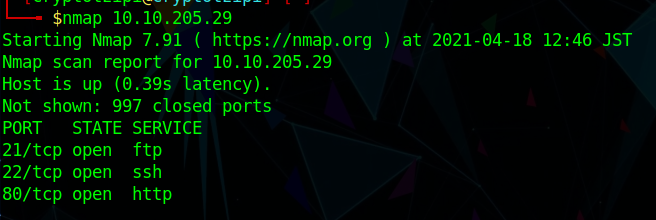 $nmap 10.10.205.29
Starting Nmap 7.91 ( https://nmap.org ) at 2021-04-18 12:46 JST
Nmap scan report for 10.10.205.29
Host is up (0.39s latency).
Not shown: 997 closed ports
PORT   STATE SERVICE
21/tcp open  ftp
22/tcp open  ssh
80/tcp open  http